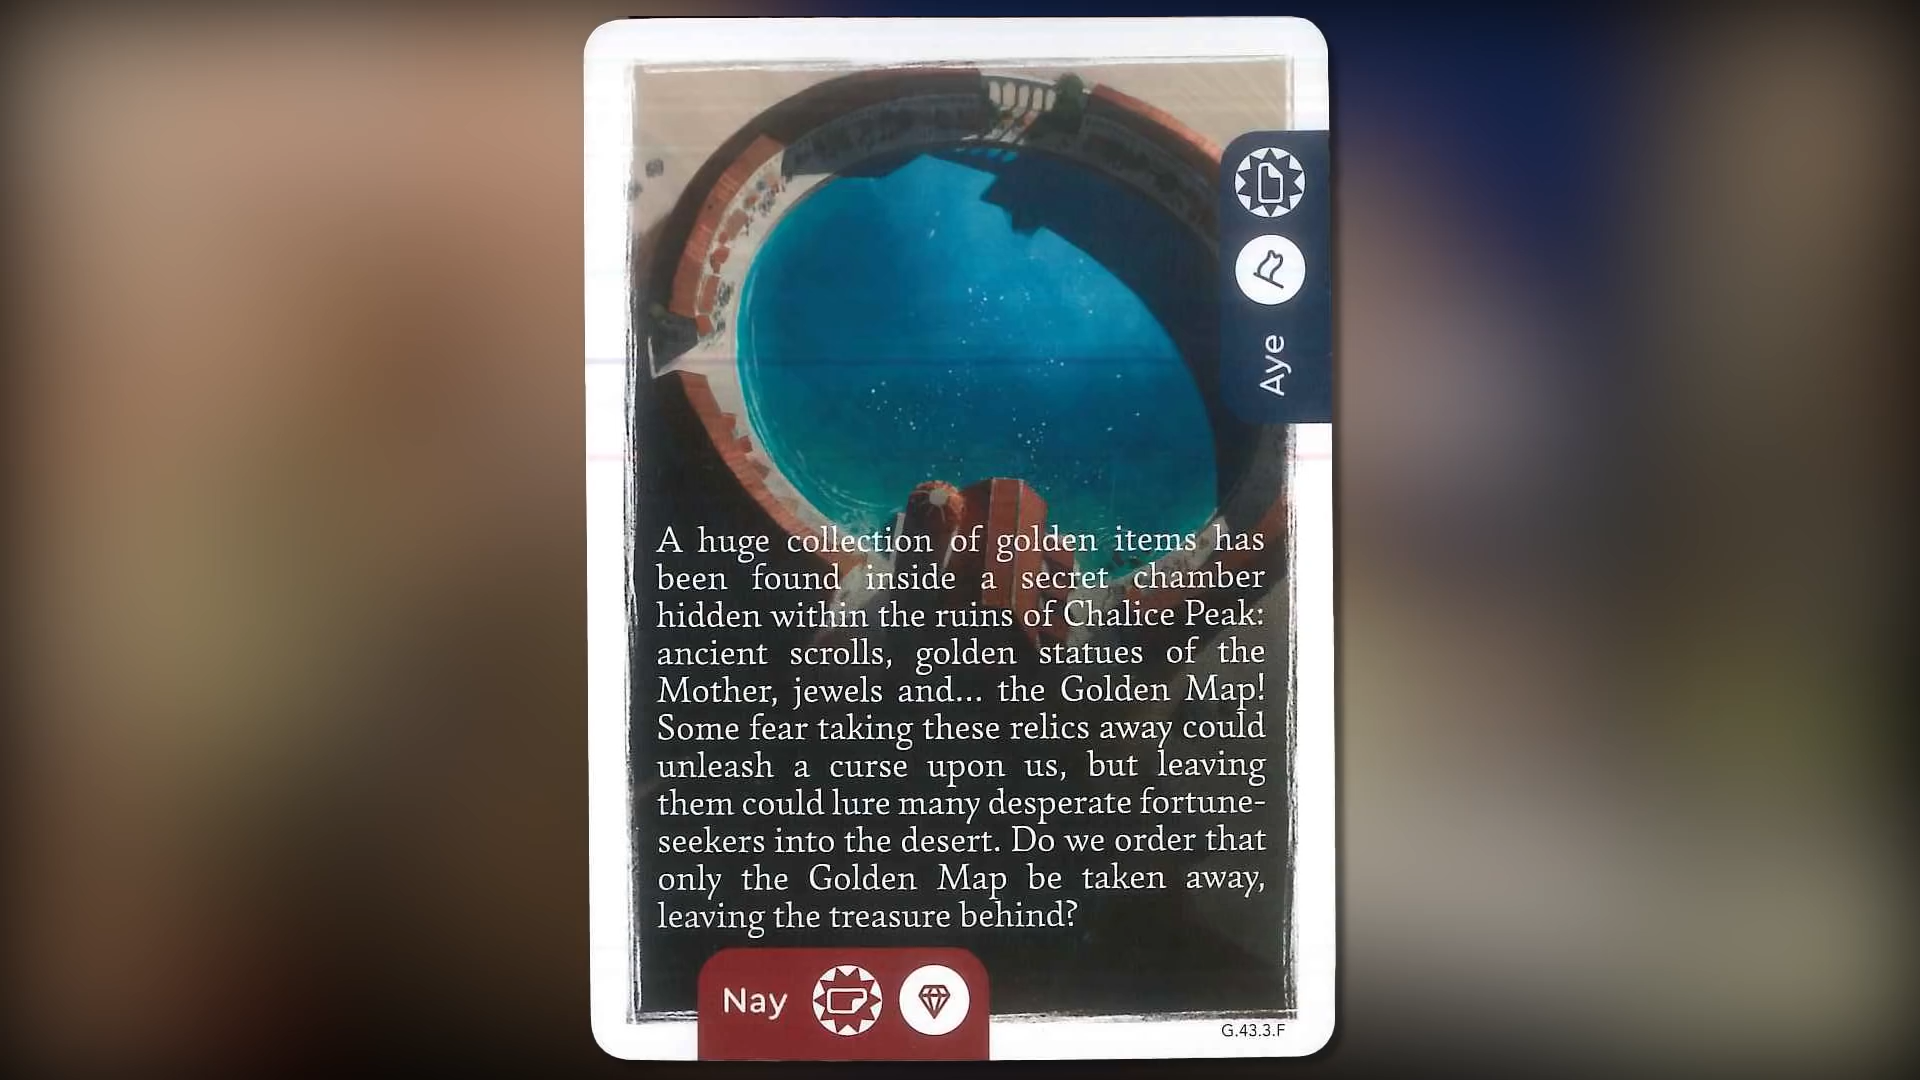 Aye
A huge collection of golden items has
been found inside a secret chamber
hidden within the ruins of Chalice Peak:
ancient scrolls, golden statues of the
Mother, jewels and... the Golden Map!
Some fear taking these relics away could
unleash a curse upon us, but leaving
them could lure many desperate fortune-
seekers into the desert. Do we order that
only the Golden Map be taken away,
leaving the treasure behind?
Nay
G.43.3.F